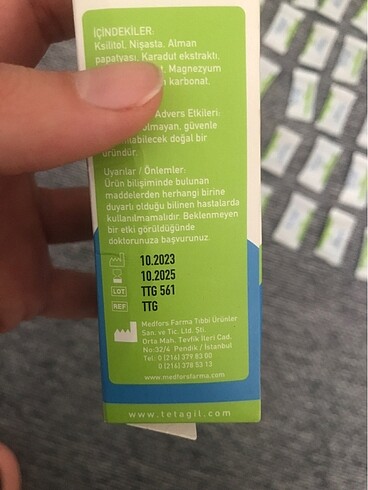 İÇİNDEKİLER:
Ksilitol, Nişasta, Alman
papatyası, Karadut ekstraktı,
Magnezyum
karbonat.
Advers Etkileri:
olmayan, güvenle
doğal bir
üründür.
Uyarılar / Önlemler:
Ürün bilişiminde bulunan
maddelerden herhangi birine
duyarlı olduğu bilinen hastalarda
kullanılmamalıdır. Beklenmeyen
bir etki görüldüğünde
doktorunuza başvurunuz.
10.2023
10.2025
LOT TTG 561
REF TTG
Medfors Farma Tıbbi Ürünler
San. ve Tic. Ltd. Şti.
Orta Mah. Tevfik İleri Cad.
No:32/4 Pendik / İstanbul
Tel: 0 (216) 379 83 00
0 (216) 378 53 13
www.medforsfarma.com
www.tetagil.com